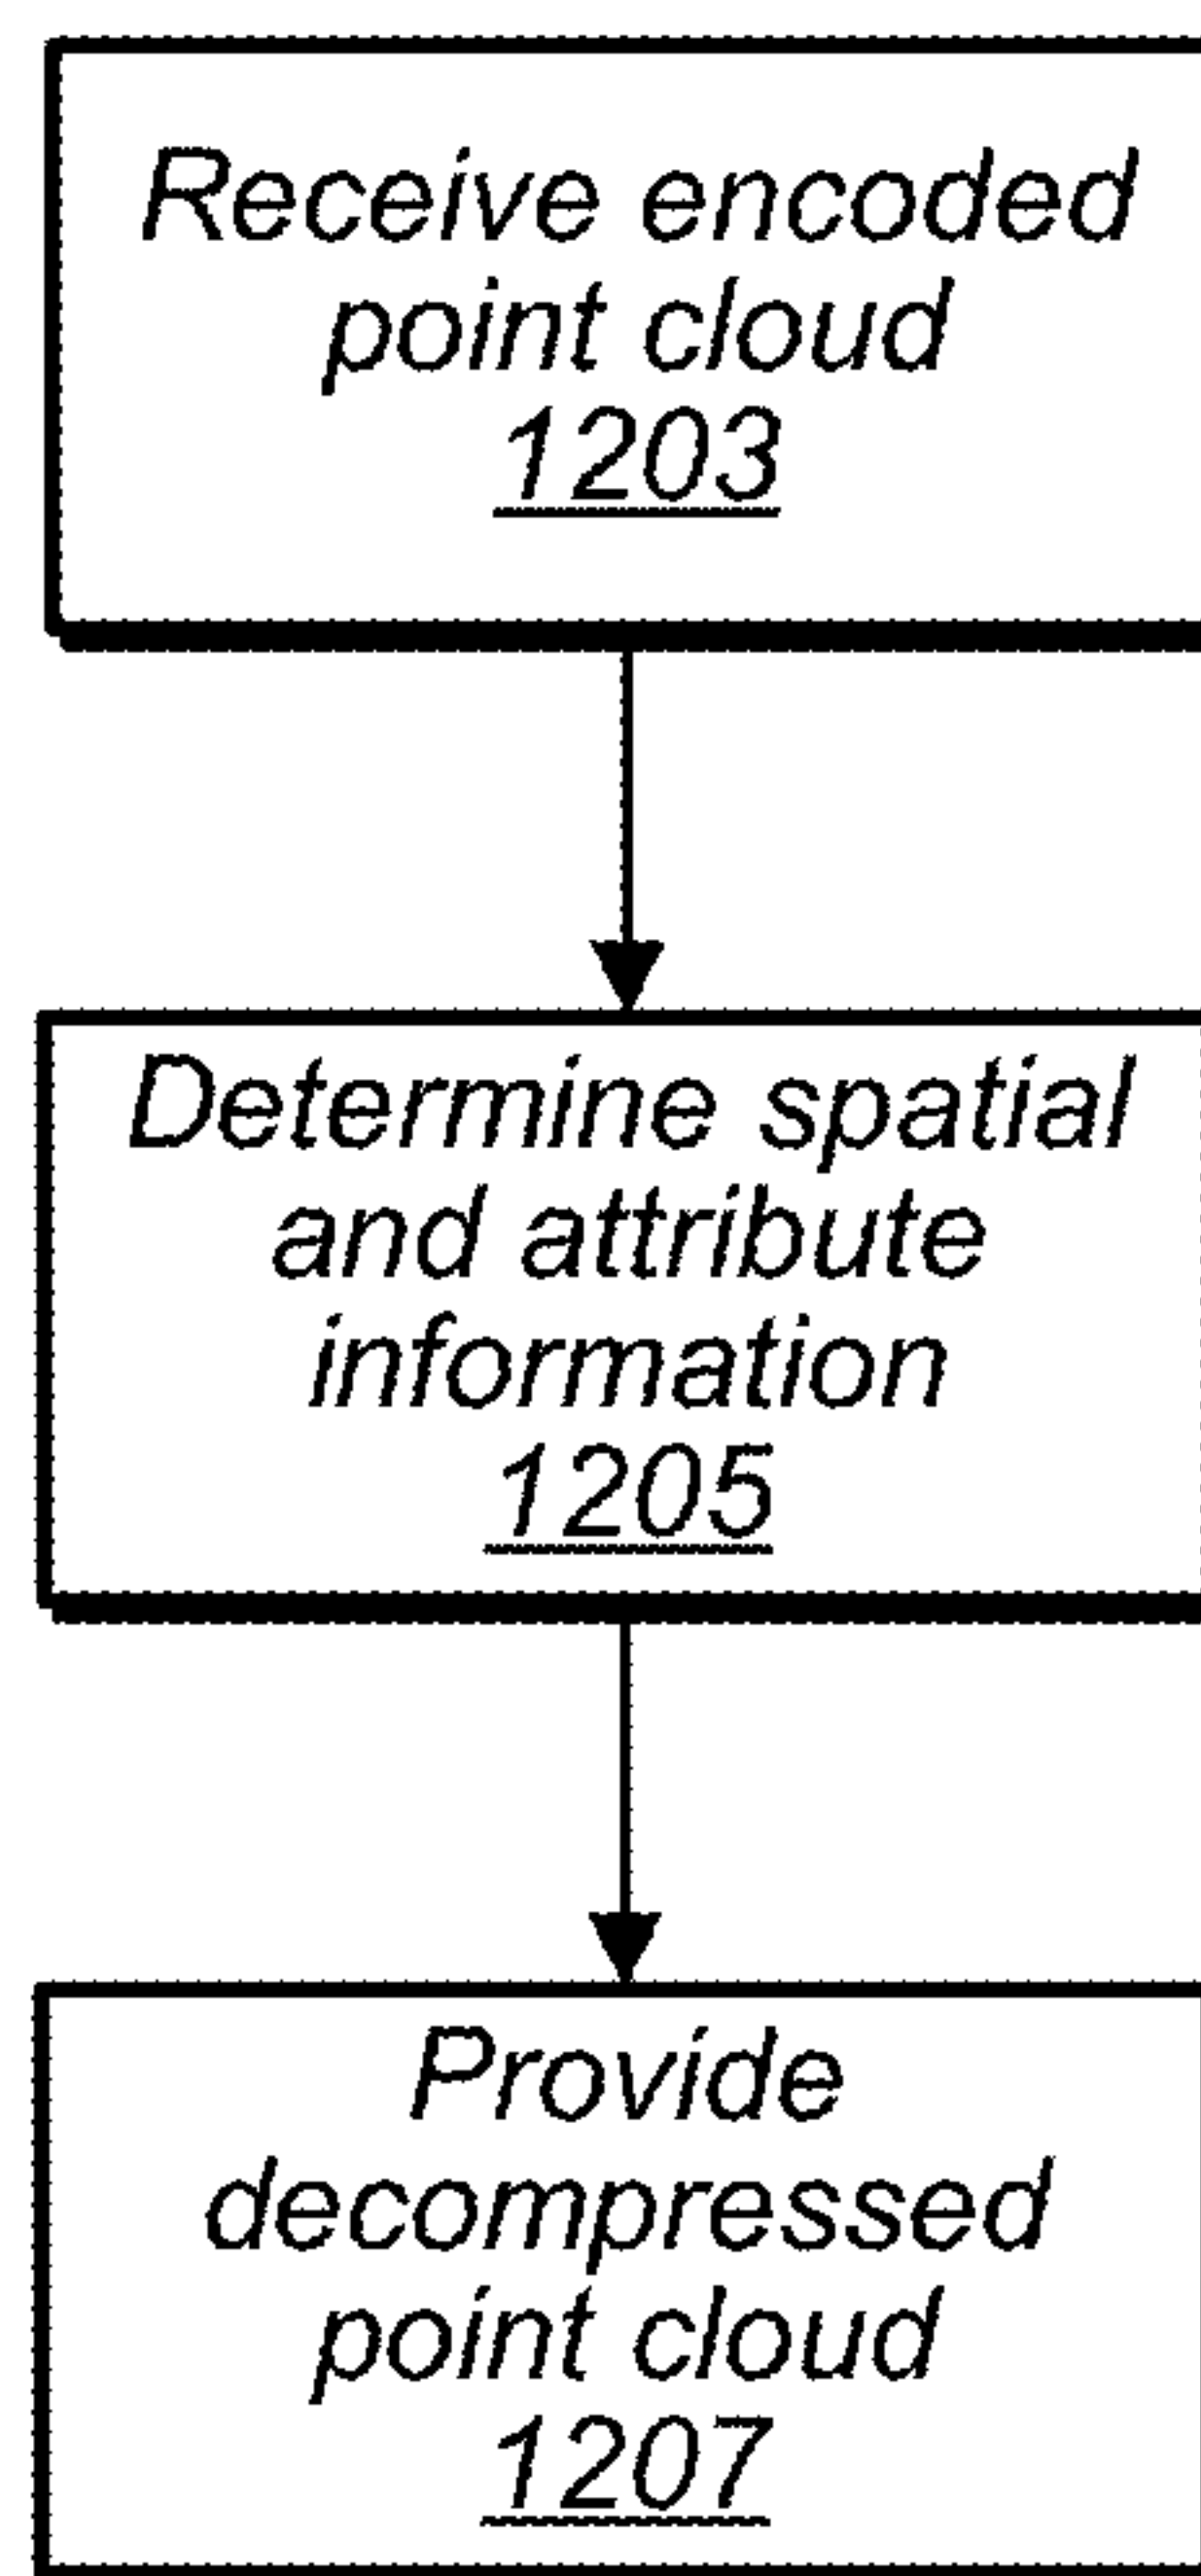 Receive encoded
point cloud
1203
Determine spatial
and attribute
information
1205
Provide
decompressed
point cloud
1207